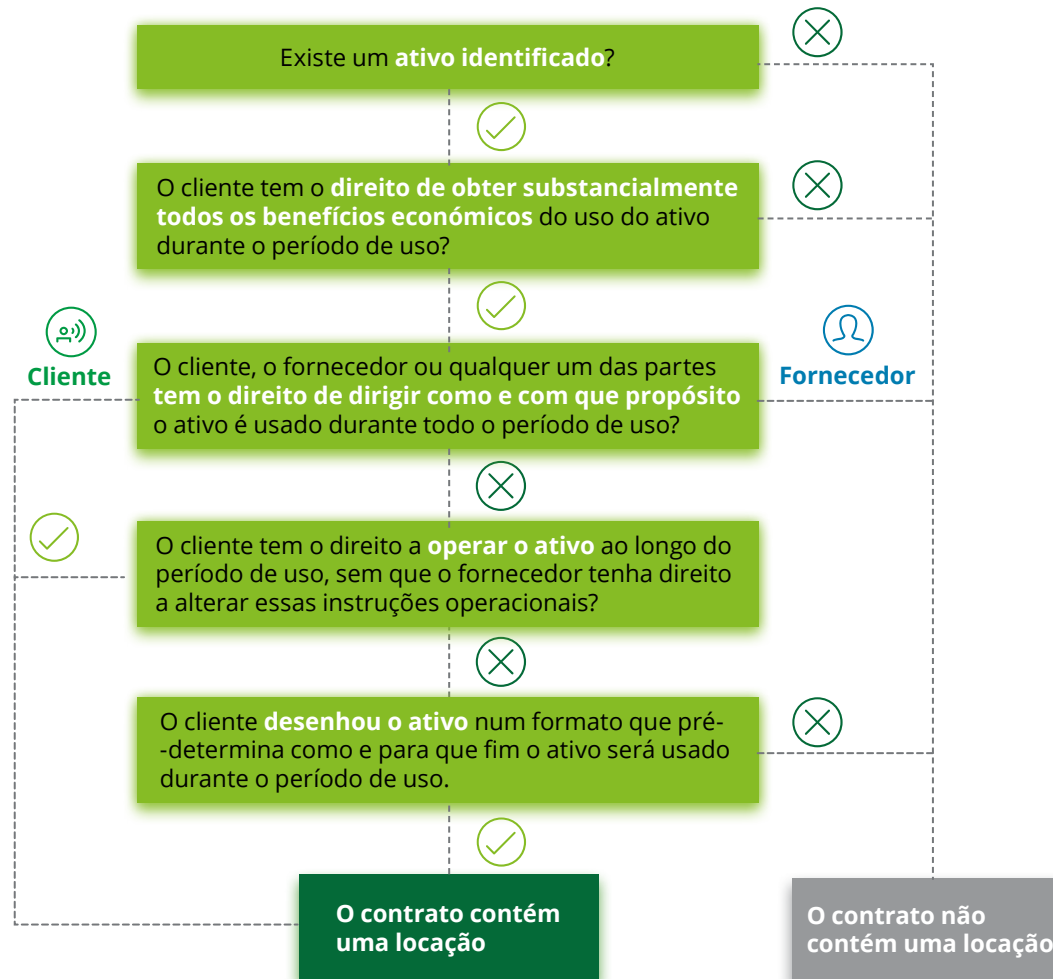 Existe um ativo identificado?
O cliente tem o direito de obter substancialmente
todos os benefícios económicos do uso do ativo
durante o período de uso?
Cliente
O cliente, o fornecedor ou qualquer um das partes
tem o direito de dirigir como e com que propósito
o ativo é usado durante todo o período de uso?
Fornecedor
O cliente tem o direito a operar o ativo ao longo do
período de uso, sem que o fornecedor tenha direito
a alterar essas instruções operacionais?
O cliente desenhou o ativo num formato que pré-
-determina como e para que fim o ativo será usado
durante o período de uso.
O contrato contém
uma locação
O contrato não
contém uma locação